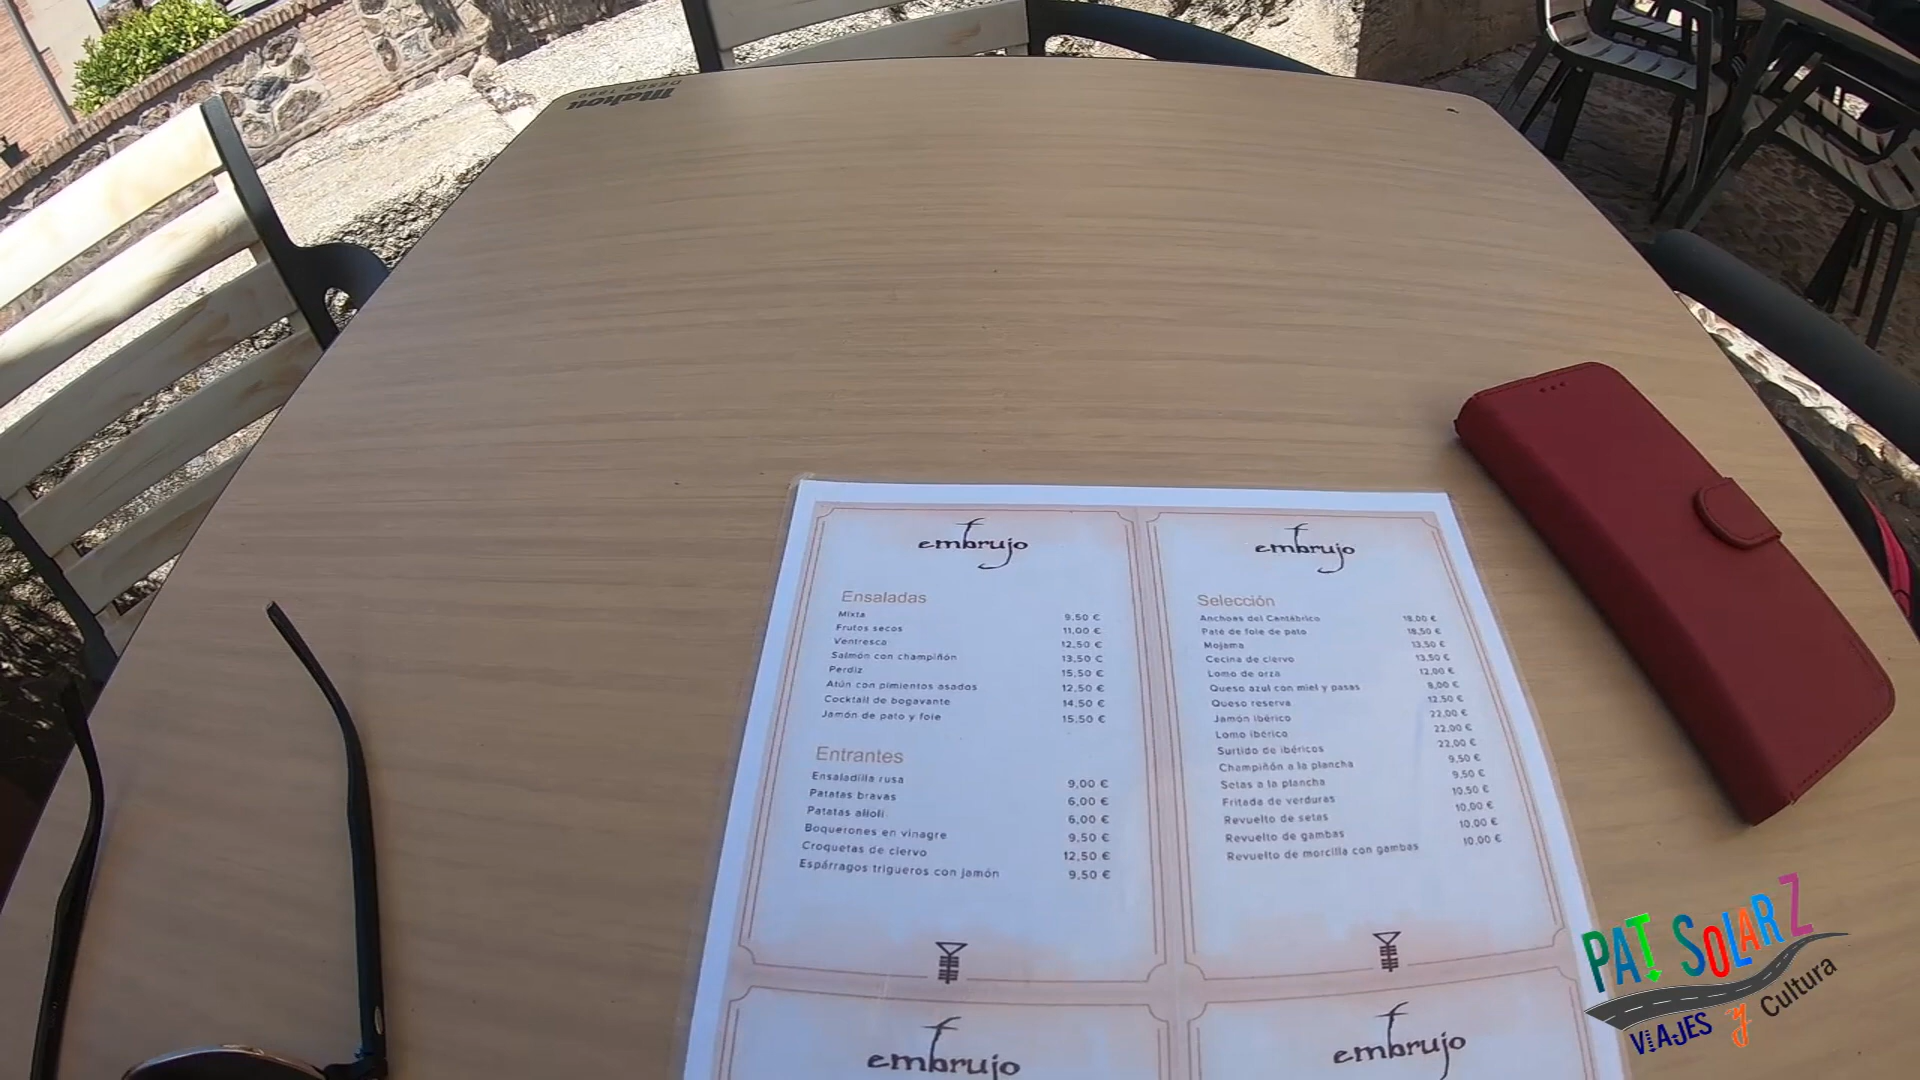 Mahou
DESDE 1890
embrujo
Ensaladas
Mixta 9,50 €
Frutos secos 11,00 €
Ventresca 12,50 €
Salmón con champiñón 13,50 €
Perdiz 15,50 €
Atún con pimientos asados 12,50 €
Cocktail de bogavante 14,50 €
Jamón de pato y foie 15,50 €
Entrantes
Ensaladilla rusa 9,00 €
Patatas bravas 6,00 €
Patatas alioli 6,00 €
Boquerones en vinagre 9,50 €
Croquetas de ciervo 12,50 €
Espárragos trigueros con jamón 9,50 €
embrujo
Selección
Anchoas del Cantábrico 18,00 €
Paté de foie de pato 18,50 €
Mojama 13,50 €
Cecina de ciervo 13,50 €
Lomo de orza 12,00 €
Queso azul con miel y pasas 8,00 €
Queso reserva 12,50 €
Jamón ibérico 22,00 €
Lomo ibérico 22,00 €
Surtido de ibéricos 22,00 €
Champiñón a la plancha 9,50 €
Setas a la plancha 9,50 €
Fritada de verduras 10,50 €
Revuelto de setas 10,00 €
Revuelto de gambas 10,00 €
Revuelto de morcilla con gambas 10,00 €
embrujo
embrujo
PAT SOLARZ
VIAJES y Cultura